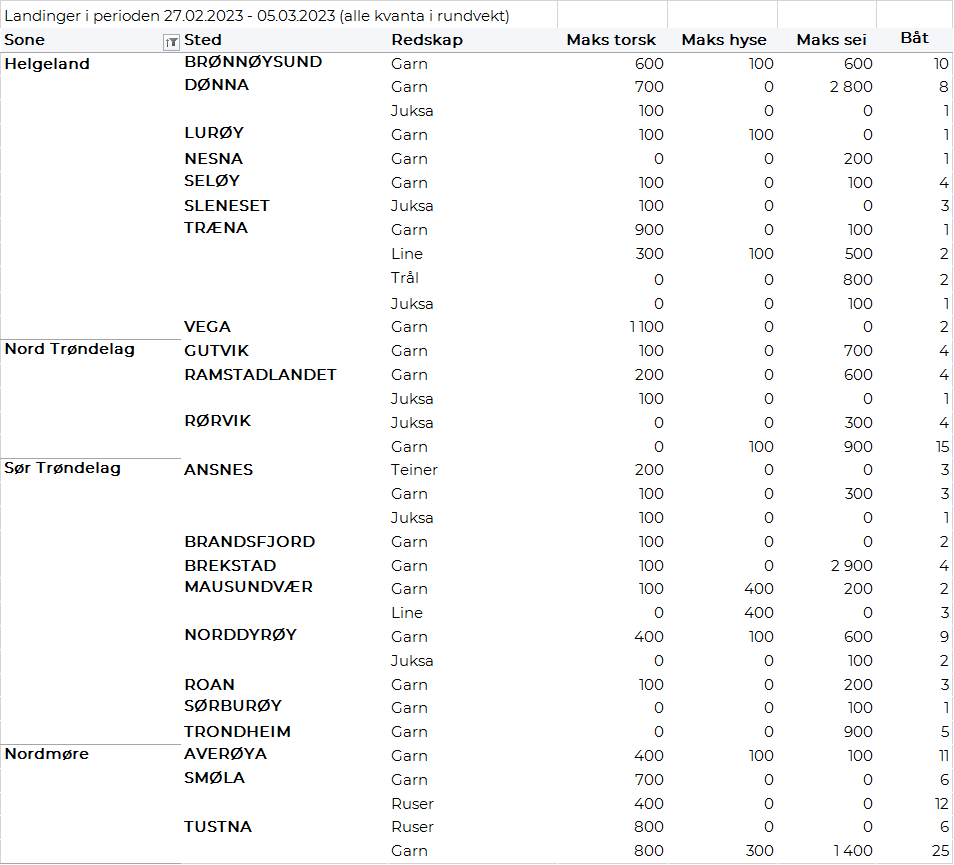 Landinger i perioden 27.02.2023 - 05.03.2023 (alle kvanta i rundvekt)
Sone Sted Redskap Maks torsk Maks hyse Maks sei Båt
Helgeland BRØNNØYSUND Garn 600 100 600 10
DØNNA Garn 700 0 2 800 8
Juksa 100 0 0 1
LURØY Garn 100 100 0 1
NESNA Garn 0 0 200 1
SELØY Garn 100 0 100 4
SLENESET Juksa 100 0 0 3
TRÆNA Garn 900 0 100 1
Line 300 100 500 2
Trål 0 0 800 2
Juksa 0 0 100 1
VEGA Garn 1 100 0 0 2
Nord Trøndelag GUTVIK Garn 100 0 700 4
RAMSTADLANDET Garn 200 0 600 4
Juksa 100 0 0 1
RØRVIK Juksa 0 0 300 4
Garn 0 100 900 15
Sør Trøndelag ANSNES Teiner 200 0 0 3
Garn 100 0 300 3
Juksa 100 0 0 1
BRANDSFJORD Garn 100 0 0 2
BREKSTAD Garn 100 0 2 900 4
MAUSUNDVÆR Garn 100 400 200 2
Line 0 400 0 3
NORDDYRØY Garn 400 100 600 9
Juksa 0 0 100 2
ROAN Garn 100 0 200 3
SØRBURØY Garn 0 0 100 1
TRONDHEIM Garn 0 0 900 5
Nordmøre AVERØYA Garn 400 100 100 11
SMØLA Garn 700 0 0 6
Ruser 400 0 0 12
TUSTNA Ruser 800 0 0 6
Garn 800 300 1 400 25